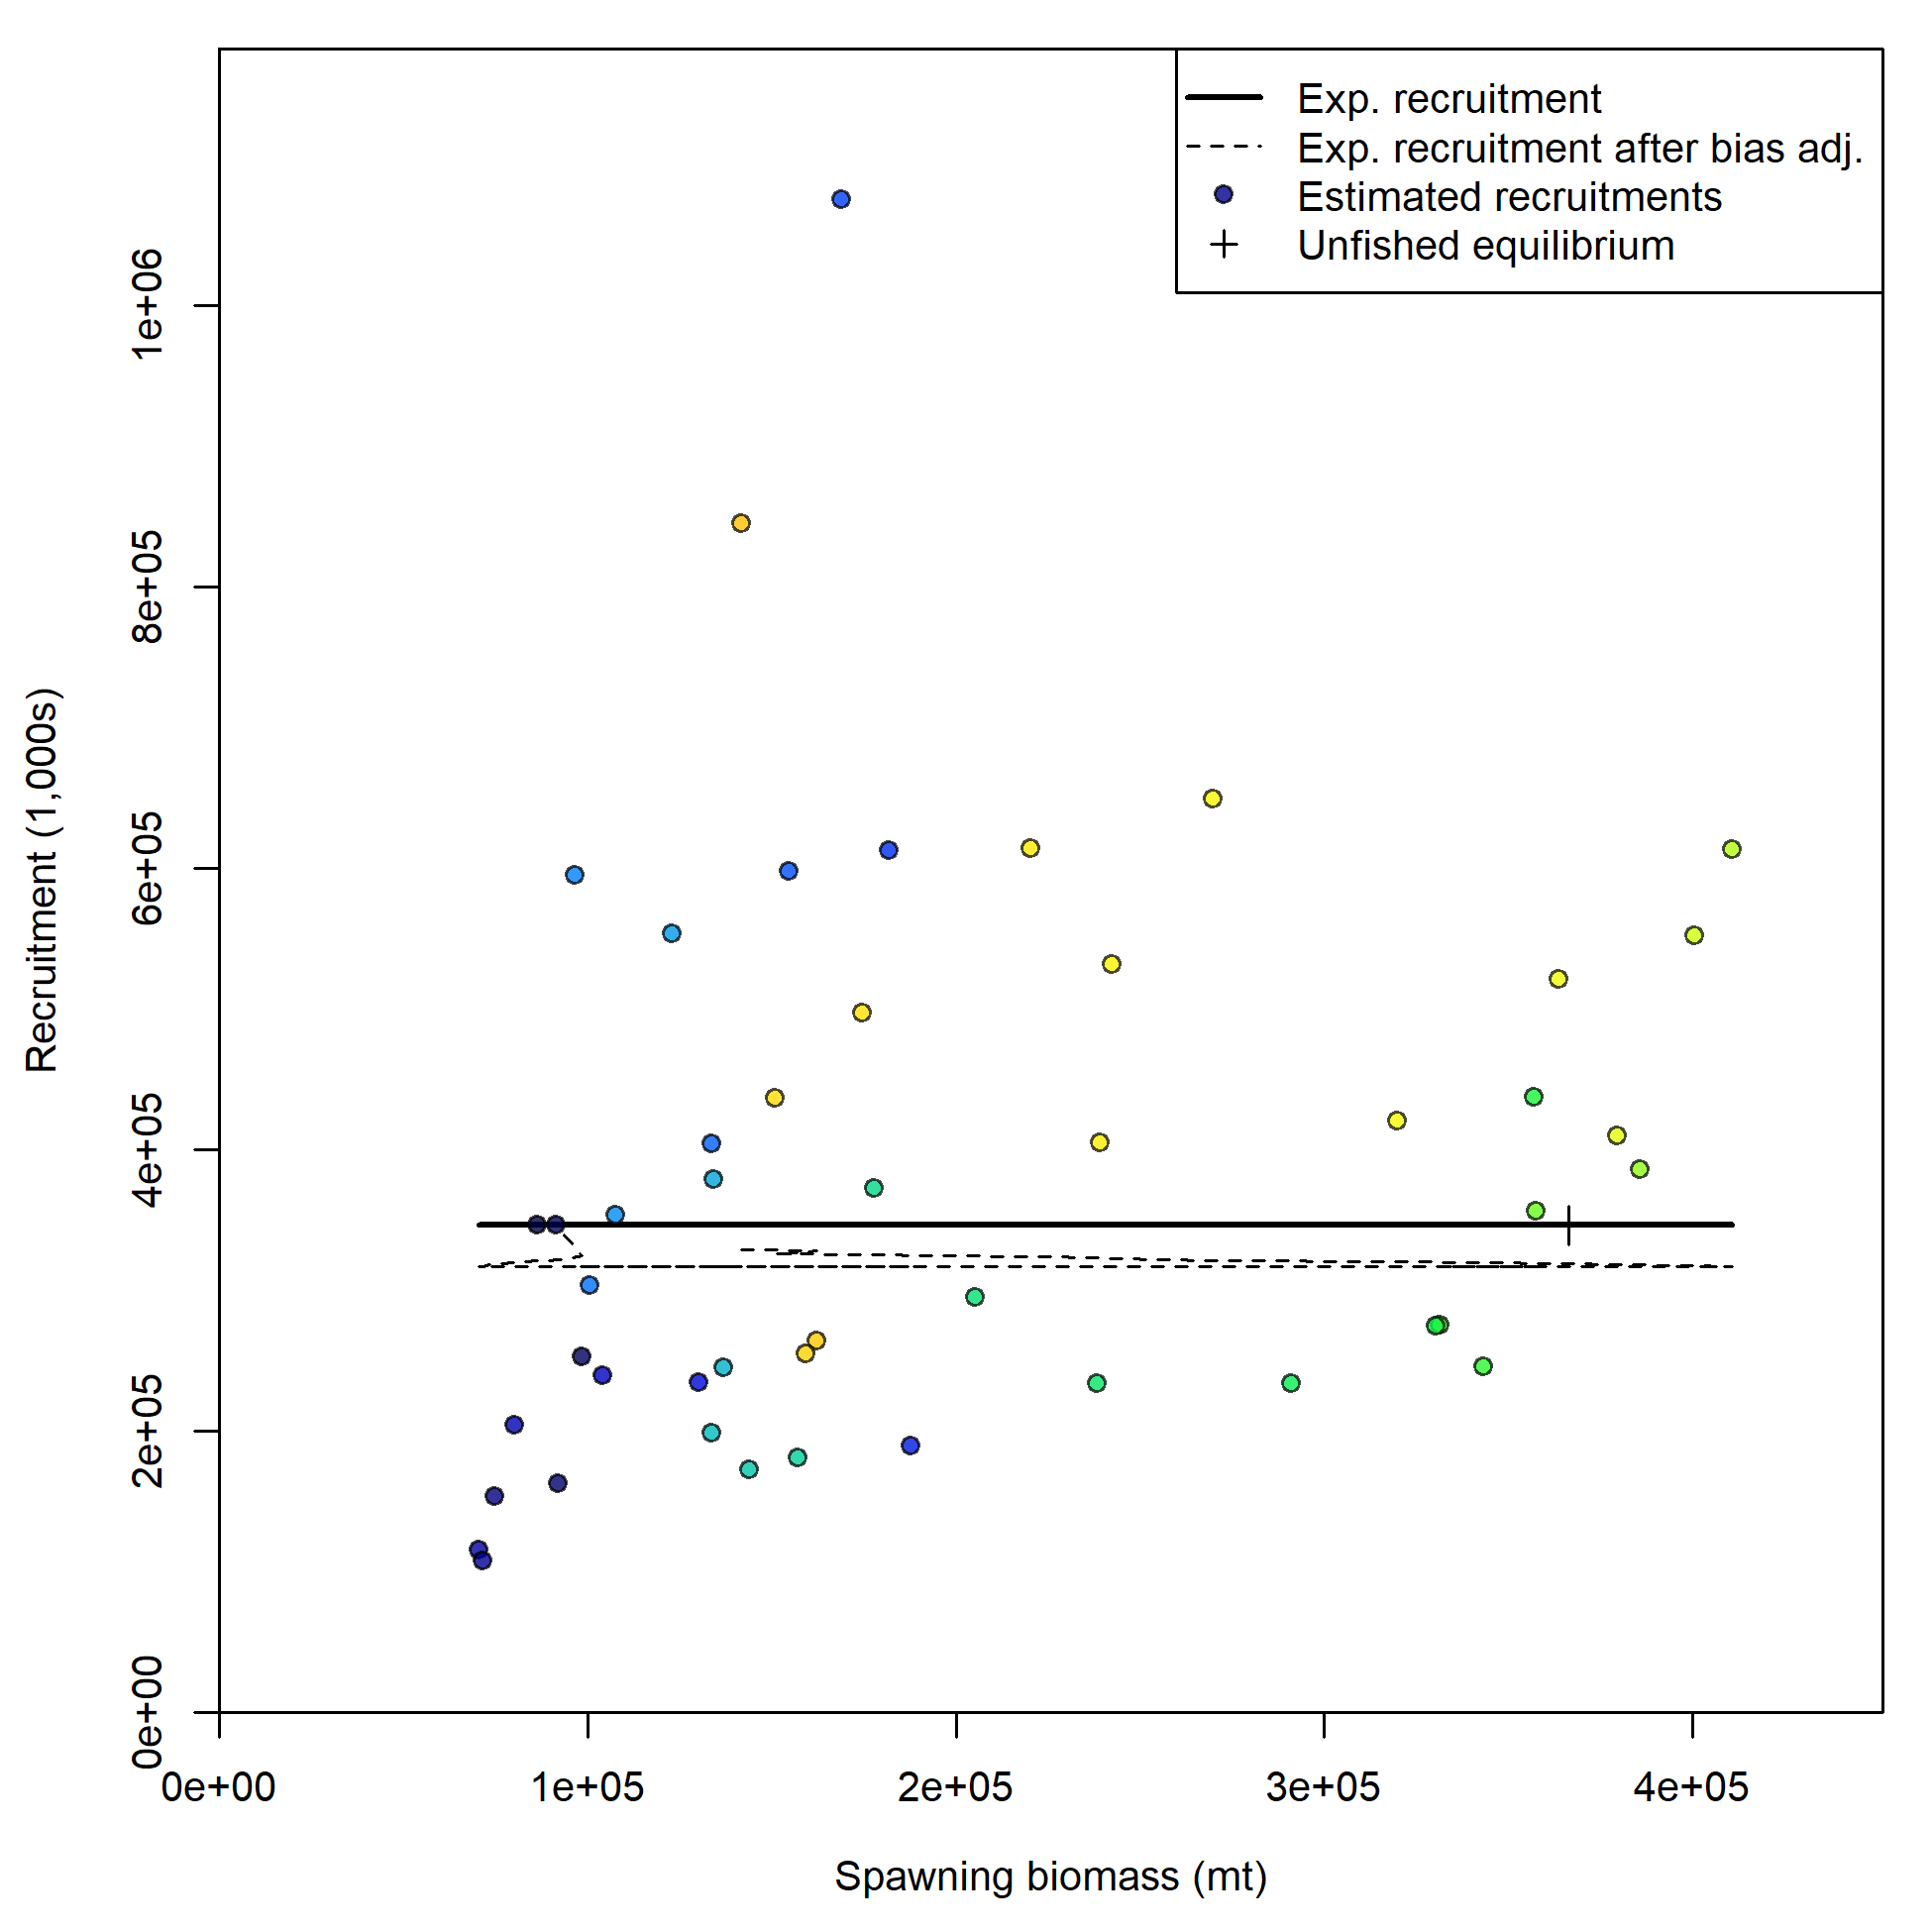 Exp. recruitment
Exp. recruitment after bias adj.
Estimated recruitments
Unfished equilibrium
Recruitment (1,000s)
1e+06
8e+05
6e+05
4e+05
2e+05
0e+00
0e+00 1e+05 2e+05 3e+05 4e+05
Spawning biomass (mt)